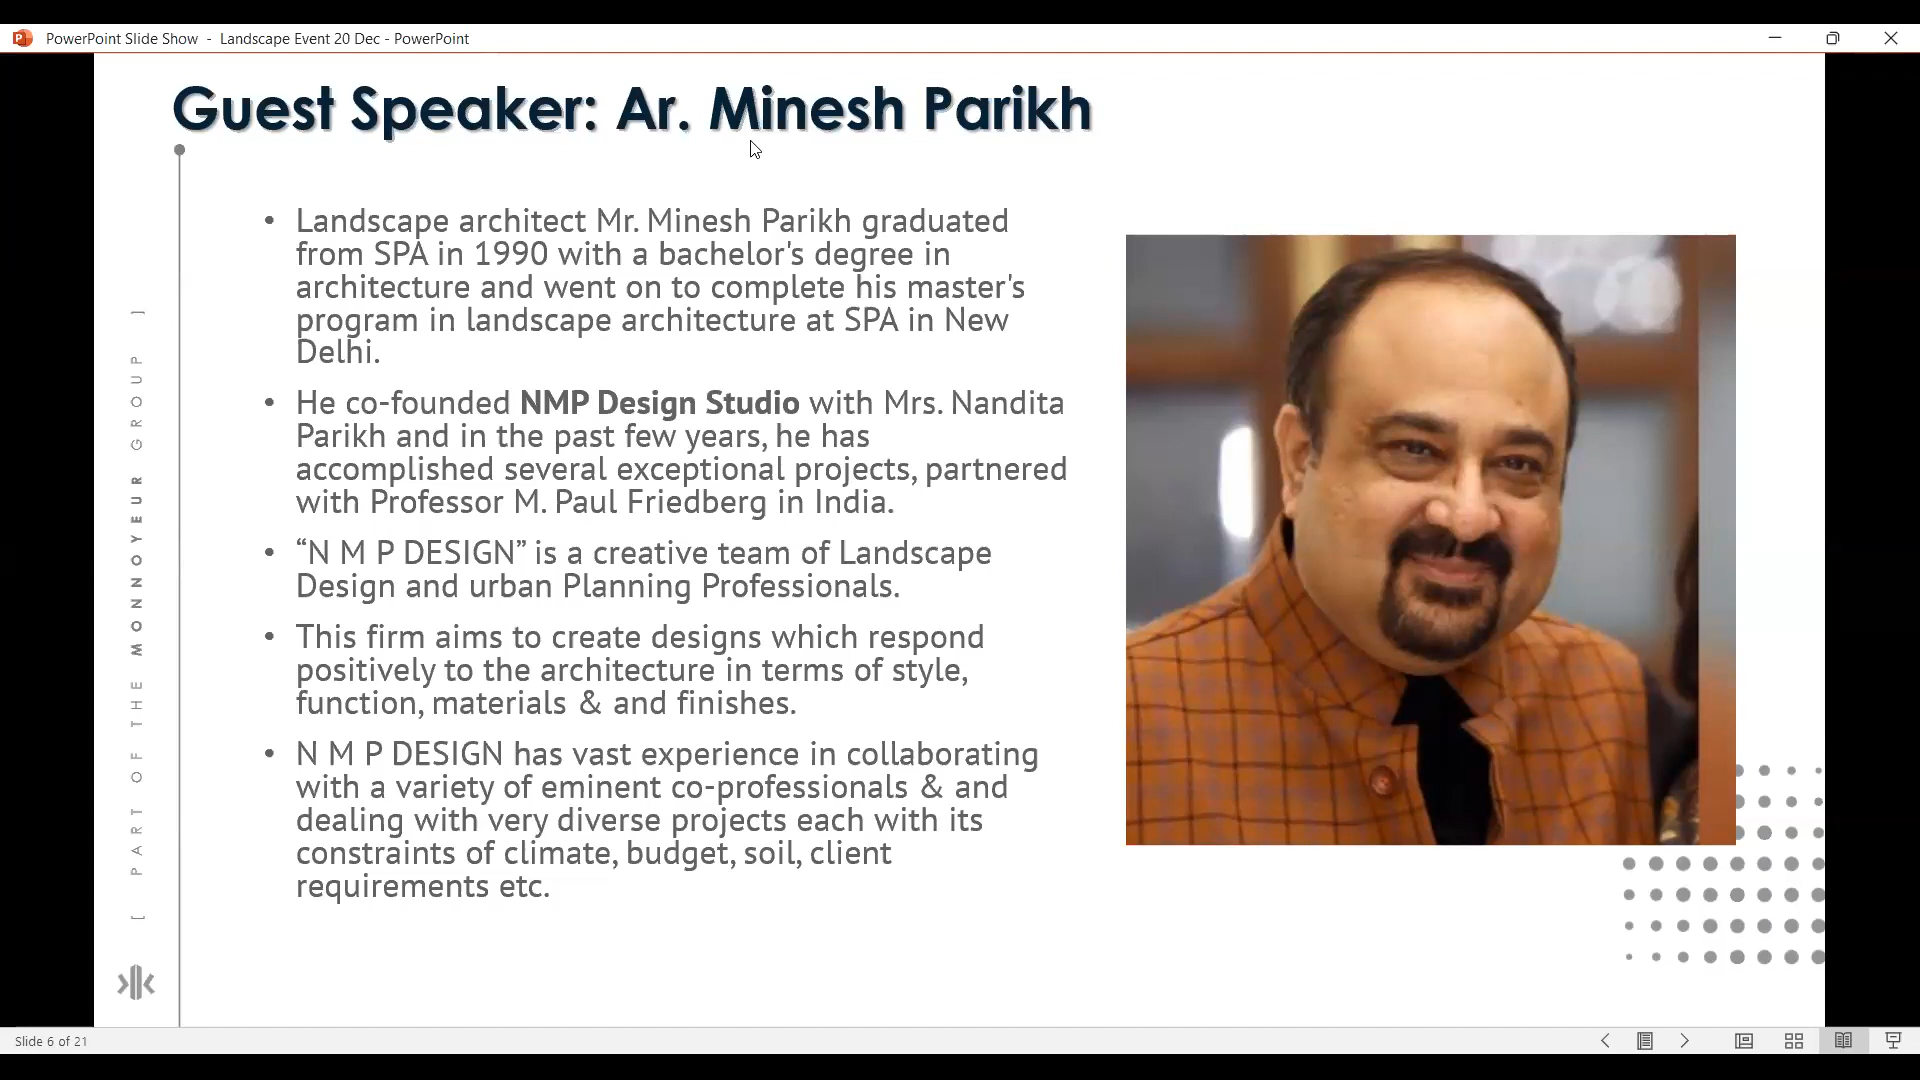 PowerPoint Slide Show - Landscape Event 20 Dec - PowerPoint
Guest Speaker: Ar. Minesh Parikh
• Landscape architect Mr. Minesh Parikh graduated
from SPA in 1990 with a bachelor's degree in
architecture and went on to complete his master's
program in landscape architecture at SPA in New
Delhi.
• He co-founded NMP Design Studio with Mrs. Nandita
Parikh and in the past few years, he has
accomplished several exceptional projects, partnered
with Professor M. Paul Friedberg in India.
• “N M P DESIGN” is a creative team of Landscape
Design and urban Planning Professionals.
• This firm aims to create designs which respond
positively to the architecture in terms of style,
function, materials & and finishes.
• N M P DESIGN has vast experience in collaborating
with a variety of eminent co-professionals & and
dealing with very diverse projects each with its
constraints of climate, budget, soil, client
requirements etc.
[ PART OF THE MONNOYEUR GROUP ]
Slide 6 of 21